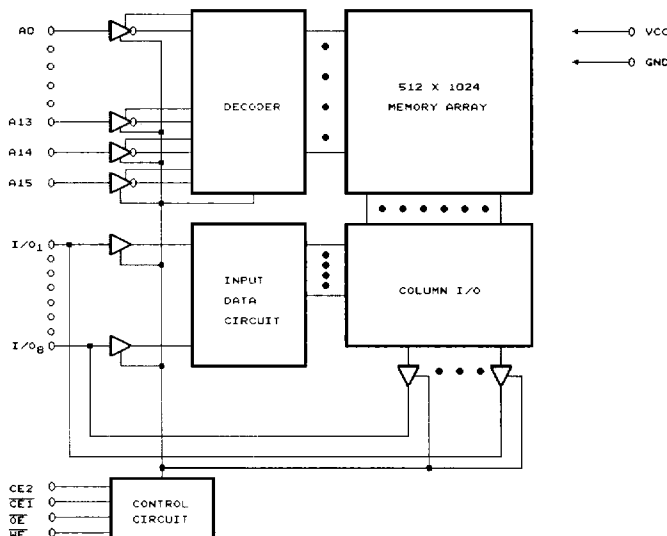 A0
VCC
GND
512 X 1024
MEMORY ARRAY
DECODER
A13
A14
A15
I/O1
INPUT
DATA
CIRCUIT
COLUMN I/O
I/O8
CE2
CE1
OE
WE
CONTROL
CIRCUIT